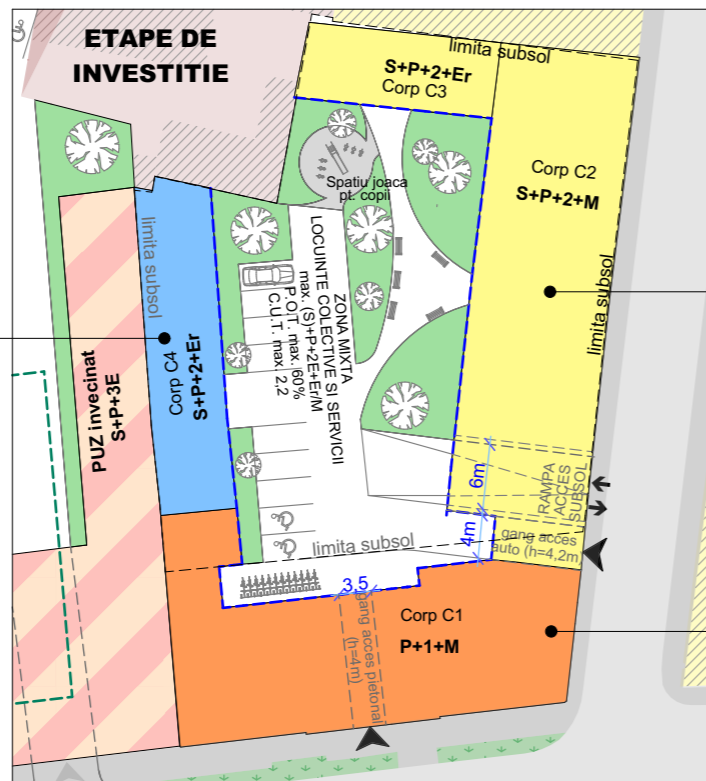 ETAPE DE
INVESTITIE
limita subsol
S+P+2+Er
Corp C3
Corp C2
S+P+2+M
Spatiu joaca
pt. copii
limita subsol
limita subsol
ZONA MIXTA
LOCUINTE COLECTIVE SI SERVICII
max. (S)+P+2E+Er/M
P.O.T. max. 60%
C.U.T. max. 2,2
Corp C4
S+P+2+Er
PUZ invecinat
S+P+3E
6m
RAMPA
ACCES
SUBSOL
4m
gang acces
auto (h=4,2m)
limita subsol
3,5
gang acces pietonal
(h=4m)
Corp C1
P+1+M